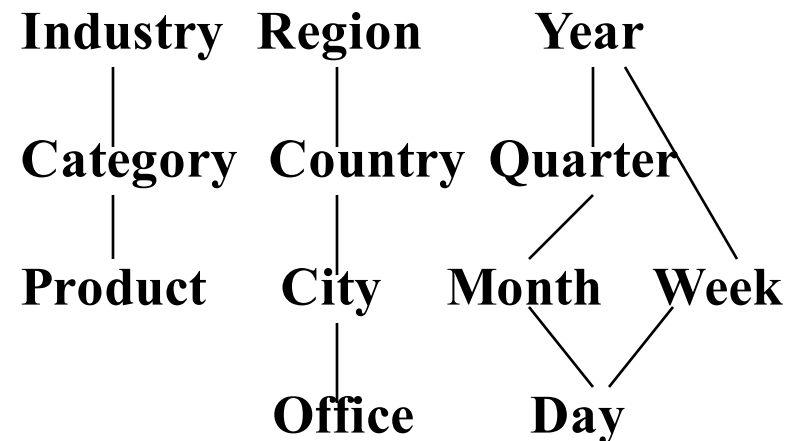 Industry Region Year
Category Country Quarter
Product City Month Week
Office Day